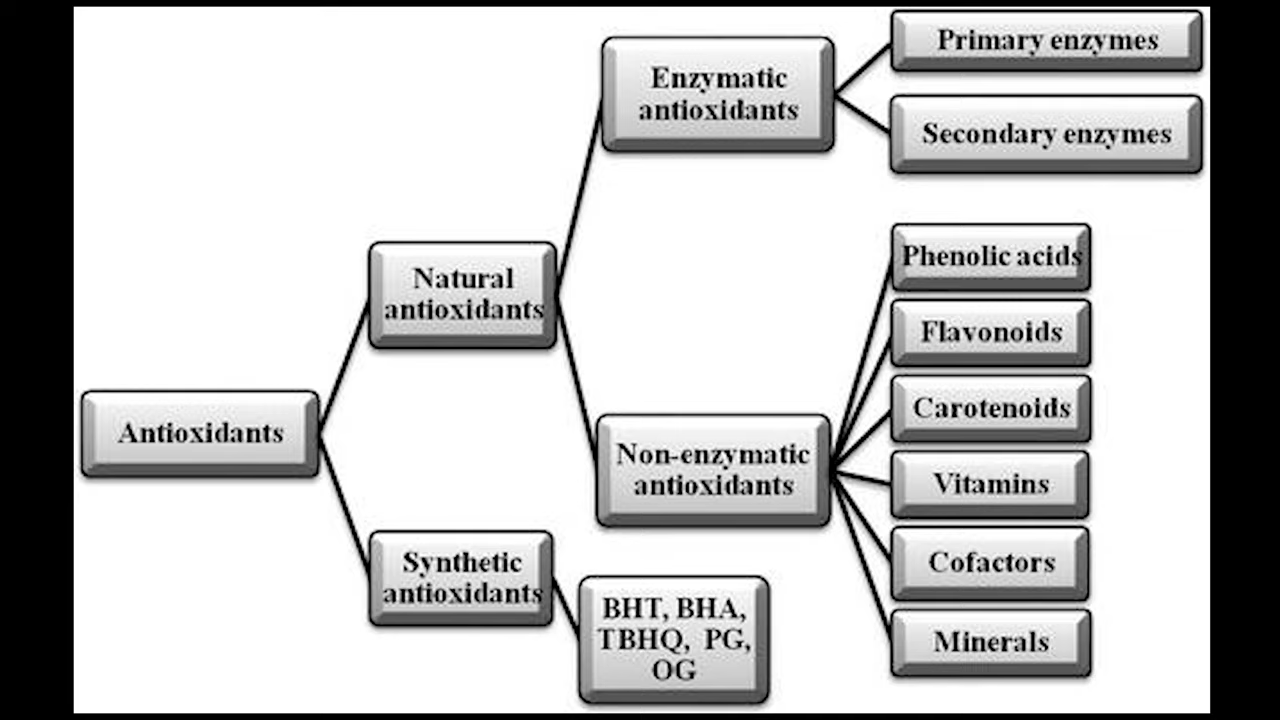 Primary enzymes
Enzymatic
antioxidants
Secondary enzymes
Natural
antioxidants
Phenolic acids
Flavonoids
Carotenoids
Antioxidants
Non-enzymatic
antioxidants
Vitamins
Cofactors
Minerals
Synthetic
antioxidants
BHT, BHA,
TBHQ, PG,
OG